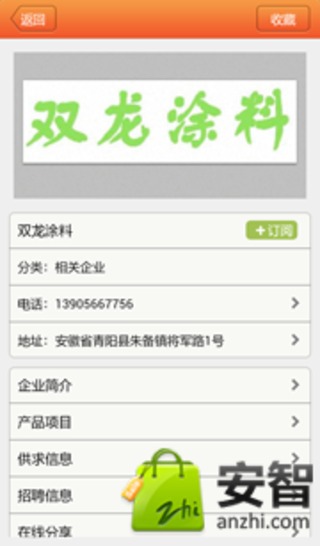 返回
收藏
双龙涂料
双龙涂料
+订阅
分类：相关企业
电话：13905667756
地址：安徽省青阳县朱备镇将军路1号
企业简介
产品项目
供求信息
招聘信息
在线分享
zhi
安智
anzhi.com